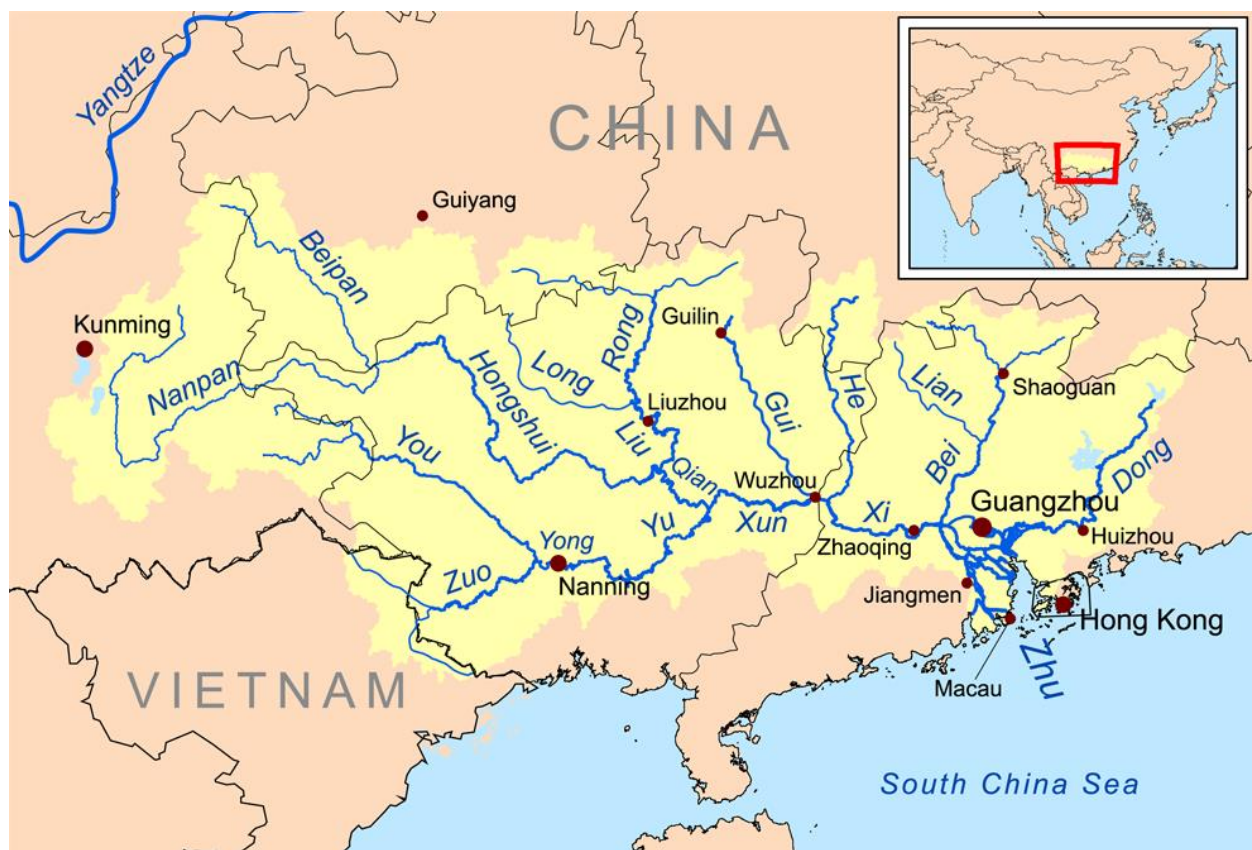 Yangtze
CHINA
Guiyang
Beipan
Kunming
Nanpan
Hongshui
Long
Rong
Guilin
Gui
He
Lian
Shaoguan
Liuzhou
Liu
Qian
You
Bei
Dong
Wuzhou
Xun
Xi
Guangzhou
Zhaoqing
Huizhou
Yu
Yong
Nanning
Zuo
Jiangmen
Hong Kong
Macau
Zhu
VIETNAM
South China Sea